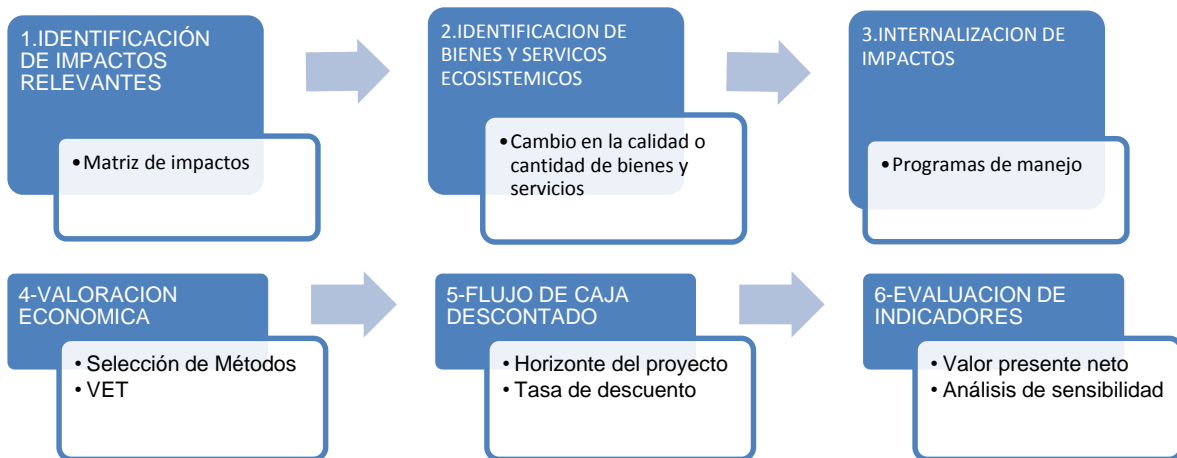 1.IDENTIFICACIÓN
DE IMPACTOS
RELEVANTES
•Matriz de impactos
2.IDENTIFICACION DE
BIENES Y SERVICOS
ECOSISTEMICOS
•Cambio en la calidad o
cantidad de bienes y
servicios
3.INTERNALIZACION DE
IMPACTOS
•Programas de manejo
4-VALORACION
ECONOMICA
• Selección de Métodos
• VET
5-FLUJO DE CAJA
DESCONTADO
• Horizonte del proyecto
• Tasa de descuento
6-EVALUACION DE
INDICADORES
• Valor presente neto
• Análisis de sensibilidad